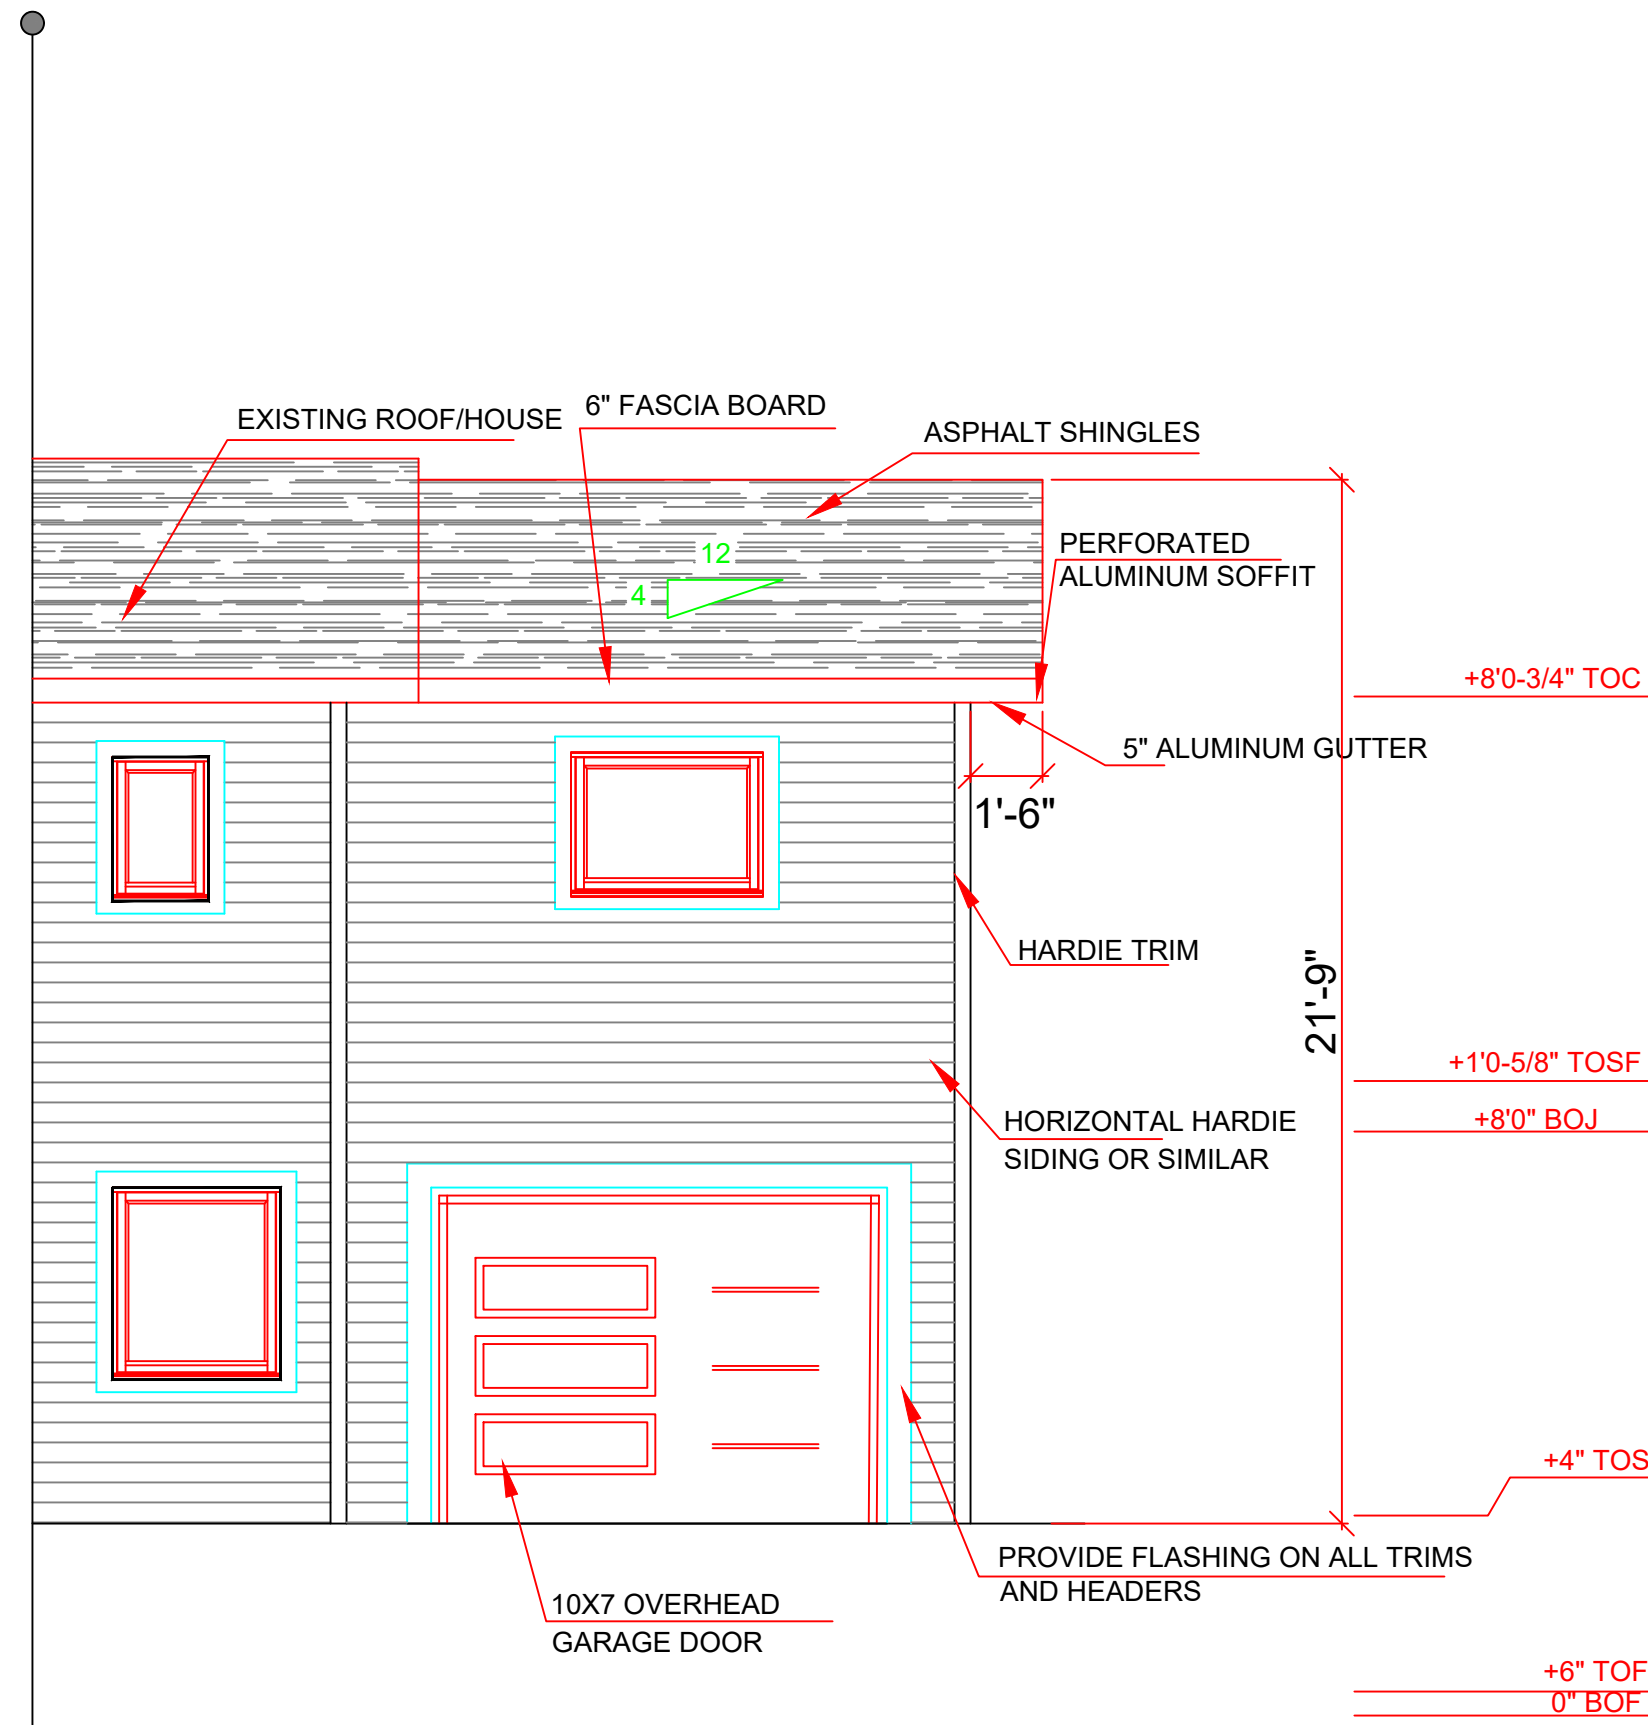 6" FASCIA BOARD
EXISTING ROOF/HOUSE
ASPHALT SHINGLES
12
4
PERFORATED
ALUMINUM SOFFIT
+8'0-3/4" TOC
5" ALUMINUM GUTTER
1'-6"
HARDIE TRIM
21'-9"
+1'0-5/8" TOSF
+8'0" BOJ
HORIZONTAL HARDIE
SIDING OR SIMILAR
+4" TOS
PROVIDE FLASHING ON ALL TRIMS
AND HEADERS
10X7 OVERHEAD
GARAGE DOOR
+6" TOF
0" BOF